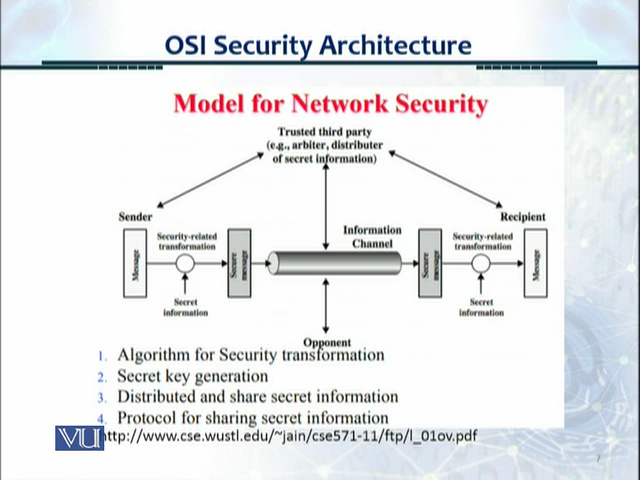 OSI Security Architecture
Model for Network Security
Trusted third party
(e.g., arbiter, distributer
of secret information)
Sender
Recipient
Security-related
transformation
Information
Channel
Security-related
transformation
Message
Secure
message
Secure
message
Message
Secret
information
Secret
information
Opponent
1. Algorithm for Security transformation
2. Secret key generation
3. Distributed and share secret information
4. Protocol for sharing secret information
VU
http://www.cse.wustl.edu/~jain/cse571-11/ftp/l_01ov.pdf
7